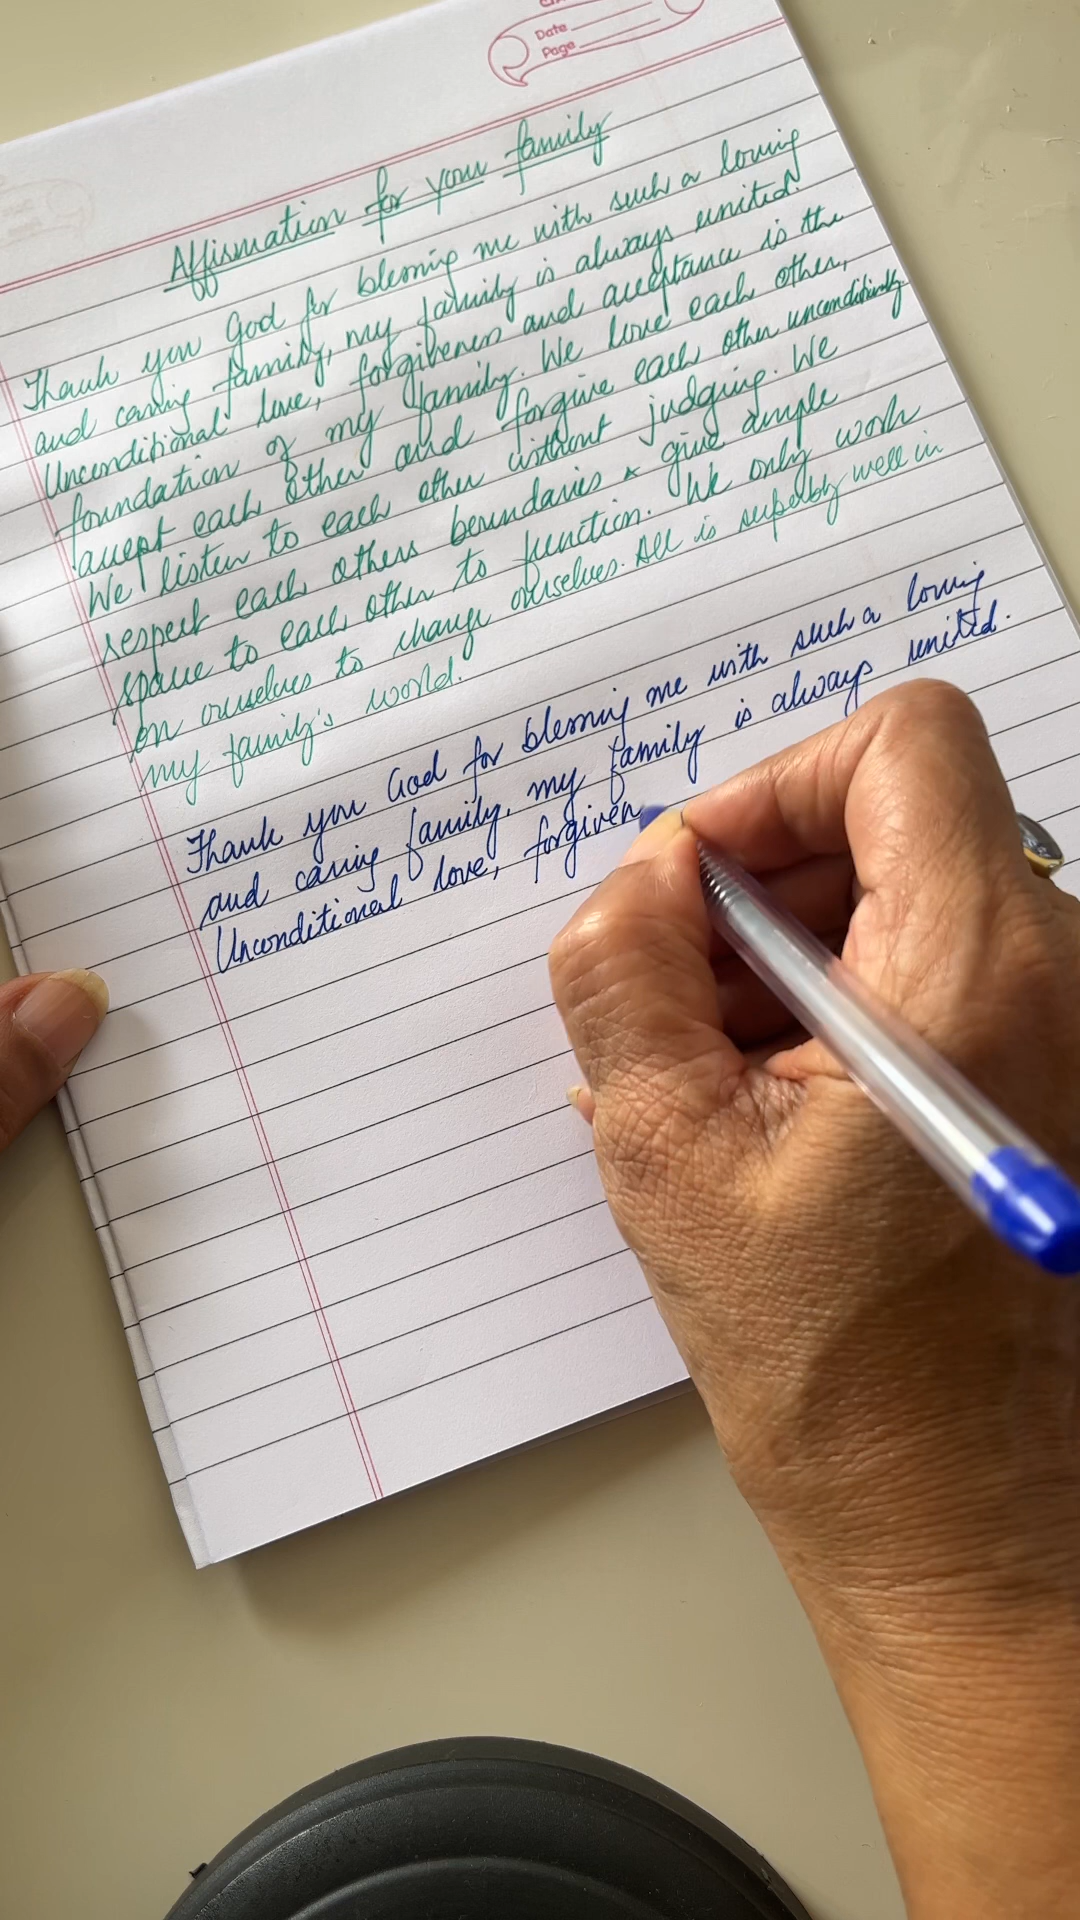 Date
Page
Affirmation for your family
Thank you God for blessing me with such a loving
and caring family, my family is always united.
Unconditional love, forgiveness and acceptance is the
foundation of my family. We love each other,
accept each other and forgive each other unconditionally.
We listen to each other without judging. We
respect each others boundaries & give ample
space to each other to function. We only work
on ourselves to change ourselves. All is superbly well in
my family's world.
Thank you God for blessing me with such a loving
and caring family, my family is always united.
Unconditional love, forgiven